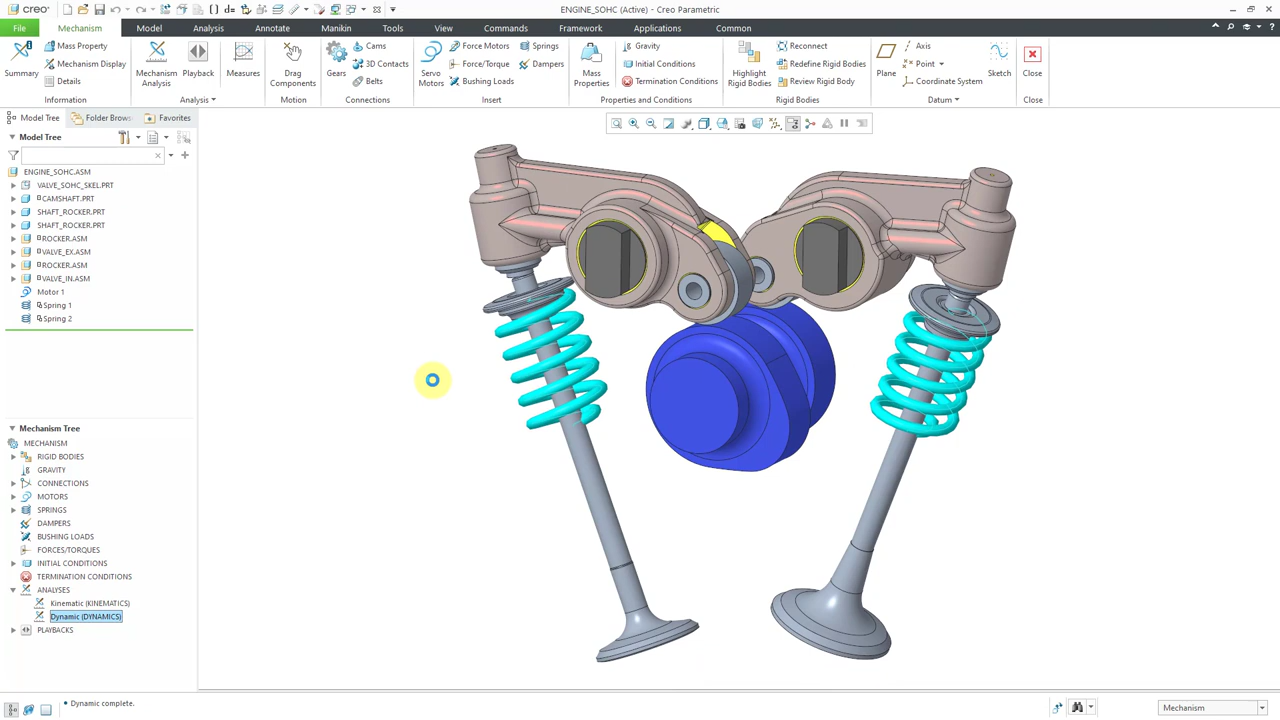 creo
ENGINE_SOHC (Active) - Creo Parametric
File
Mechanism
Model
Analysis
Annotate
Manikin
Tools
View
Commands
Framework
Applications
Common
Summary
Mass Property
Mechanism Display
Details
Information
Mechanism Analysis
Playback
Measures
Analysis
Drag Components
Motion
Gears
Cams
3D Contacts
Belts
Connections
Servo Motors
Force Motors
Force/Torque
Bushing Loads
Springs
Dampers
Insert
Mass Properties
Gravity
Initial Conditions
Termination Conditions
Properties and Conditions
Highlight Rigid Bodies
Reconnect
Redefine Rigid Bodies
Review Rigid Body
Rigid Bodies
Plane
Axis
Point
Coordinate System
Sketch
Datum
Close
Close
Model Tree
Folder Brows
Favorites
Model Tree
ENGINE_SOHC.ASM
VALVE_SOHC_SKEL.PRT
CAMSHAFT.PRT
SHAFT_ROCKER.PRT
SHAFT_ROCKER.PRT
ROCKER.ASM
VALVE_EX.ASM
ROCKER.ASM
VALVE_IN.ASM
Motor 1
Spring 1
Spring 2
Mechanism Tree
MECHANISM
RIGID BODIES
GRAVITY
CONNECTIONS
MOTORS
SPRINGS
DAMPERS
BUSHING LOADS
FORCES/TORQUES
INITIAL CONDITIONS
TERMINATION CONDITIONS
ANALYSES
Kinematic (KINEMATICS)
Dynamic (DYNAMICS)
PLAYBACKS
• Dynamic complete.
Mechanism